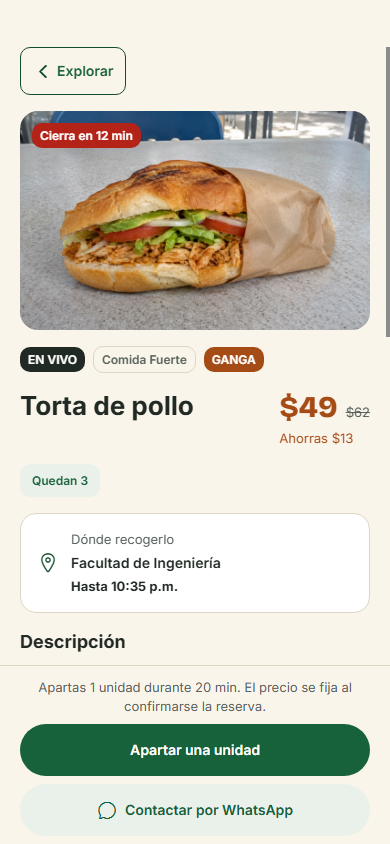 Explorar
Cierra en 12 min
EN VIVO
Comida Fuerte
GANGA
Torta de pollo
$49 $62
Ahorras $13
Quedan 3
Dónde recogerlo
Facultad de Ingeniería
Hasta 10:35 p.m.
Descripción
Apartas 1 unidad durante 20 min. El precio se fija al
confirmarse la reserva.
Apartar una unidad
Contactar por WhatsApp